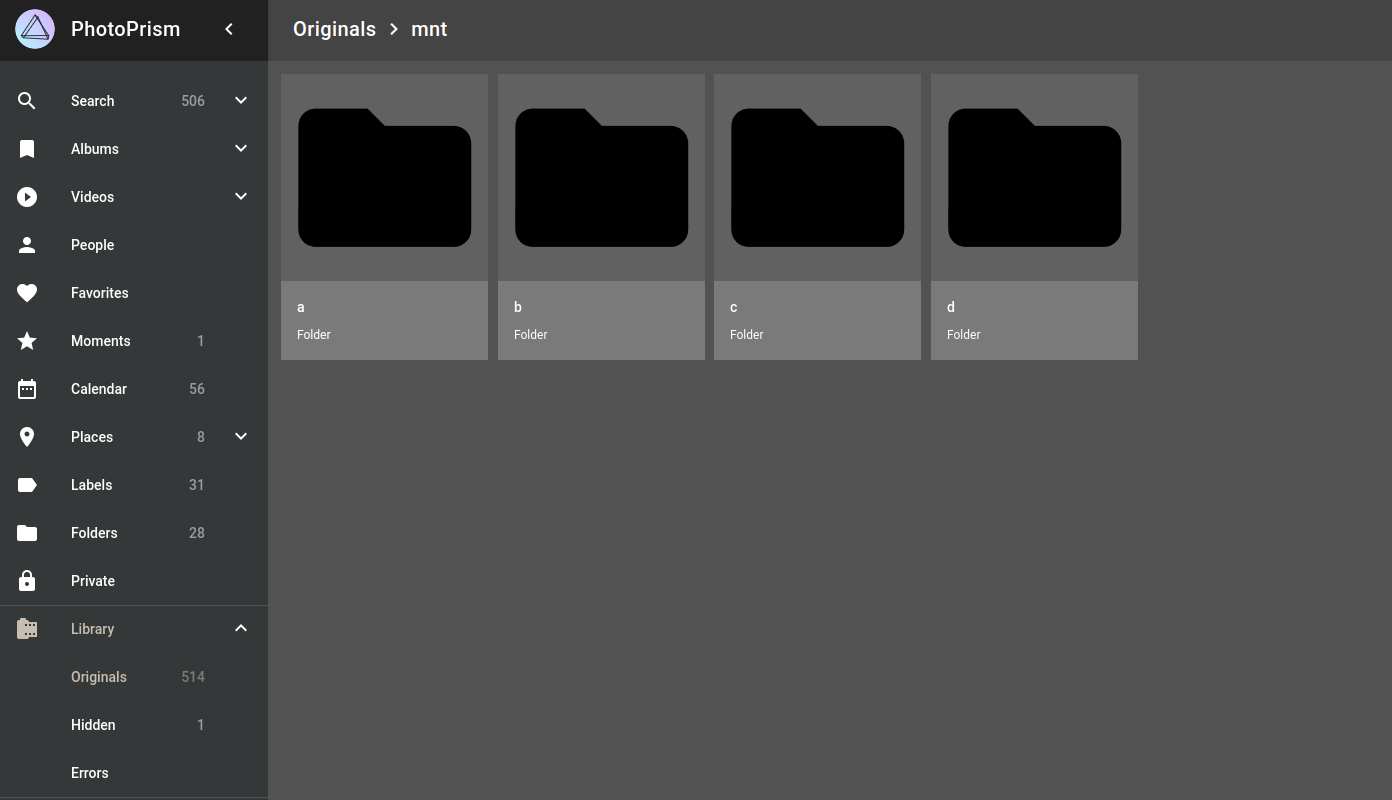 PhotoPrism
Originals > mnt
Search 506
Albums
Videos
People
Favorites
Moments 1
Calendar 56
Places 8
Labels 31
Folders 28
Private
Library
Originals 514
Hidden 1
Errors
a
Folder
b
Folder
c
Folder
d
Folder